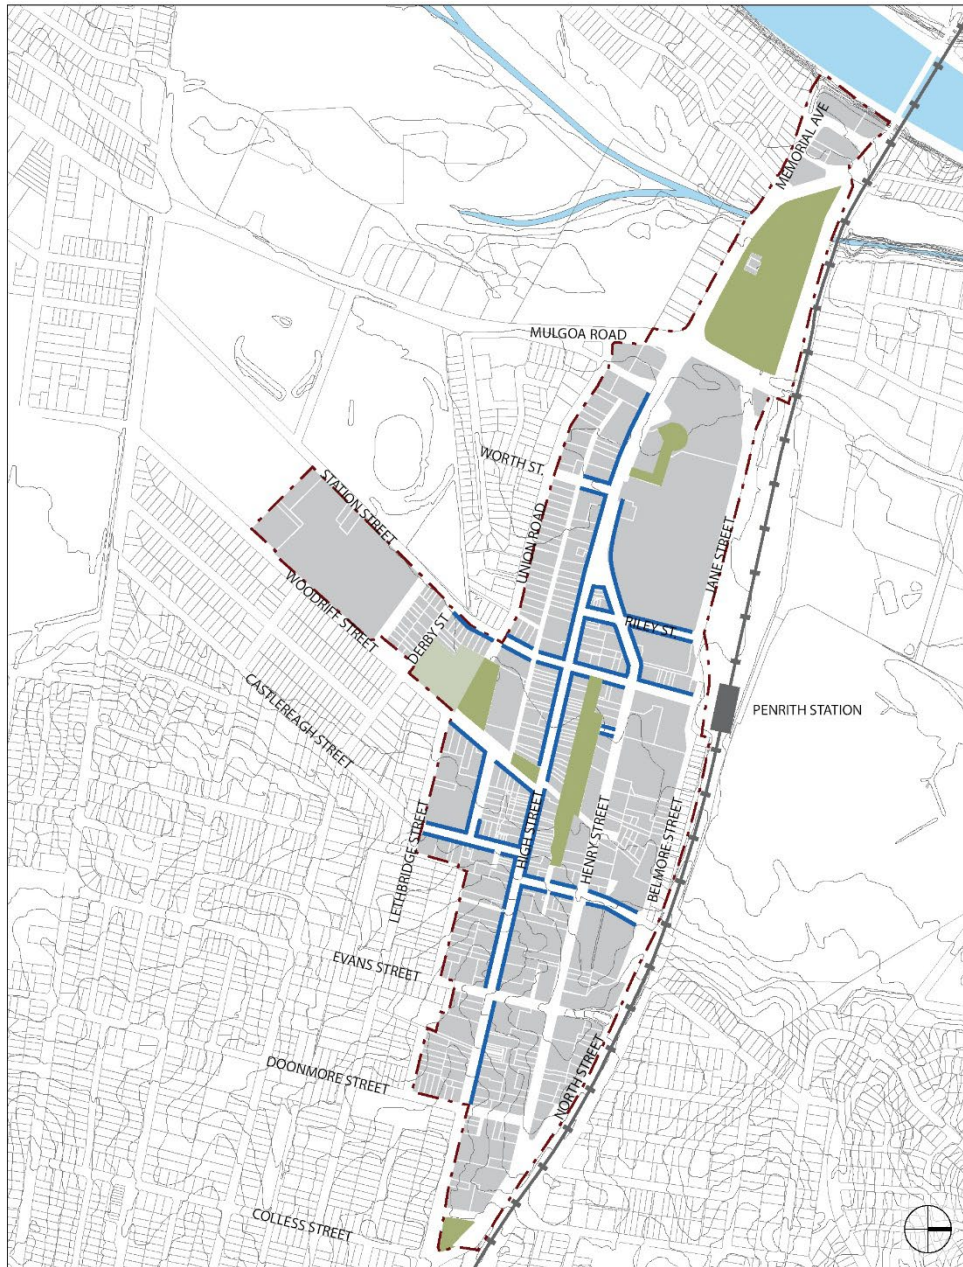 MEMORIAL AVE
MULGOA ROAD
WORTH ST.
STATION STREET
UNION ROAD
JANE STREET
WOODRIFF STREET
DERBY ST.
RILEY ST.
CASTLEREAGH STREET
PENRITH STATION
LETHBRIDGE STREET
HIGH STREET
HENRY STREET
BELMORE STREET
EVANS STREET
DOONMORE STREET
NORTH STREET
COLLESS STREET